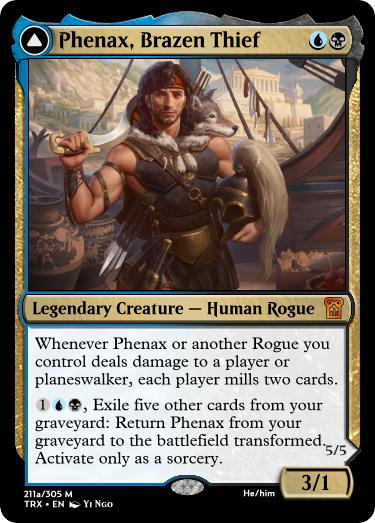 Phenax, Brazen Thief
Legendary Creature — Human Rogue
Whenever Phenax or another Rogue you
control deals damage to a player or
planeswalker, each player mills two cards.
1, Exile five other cards from your
graveyard: Return Phenax from your
graveyard to the battlefield transformed.
Activate only as a sorcery.
5/5
3/1
211a/305 M
TRX • EN Yi Ngo
He/him